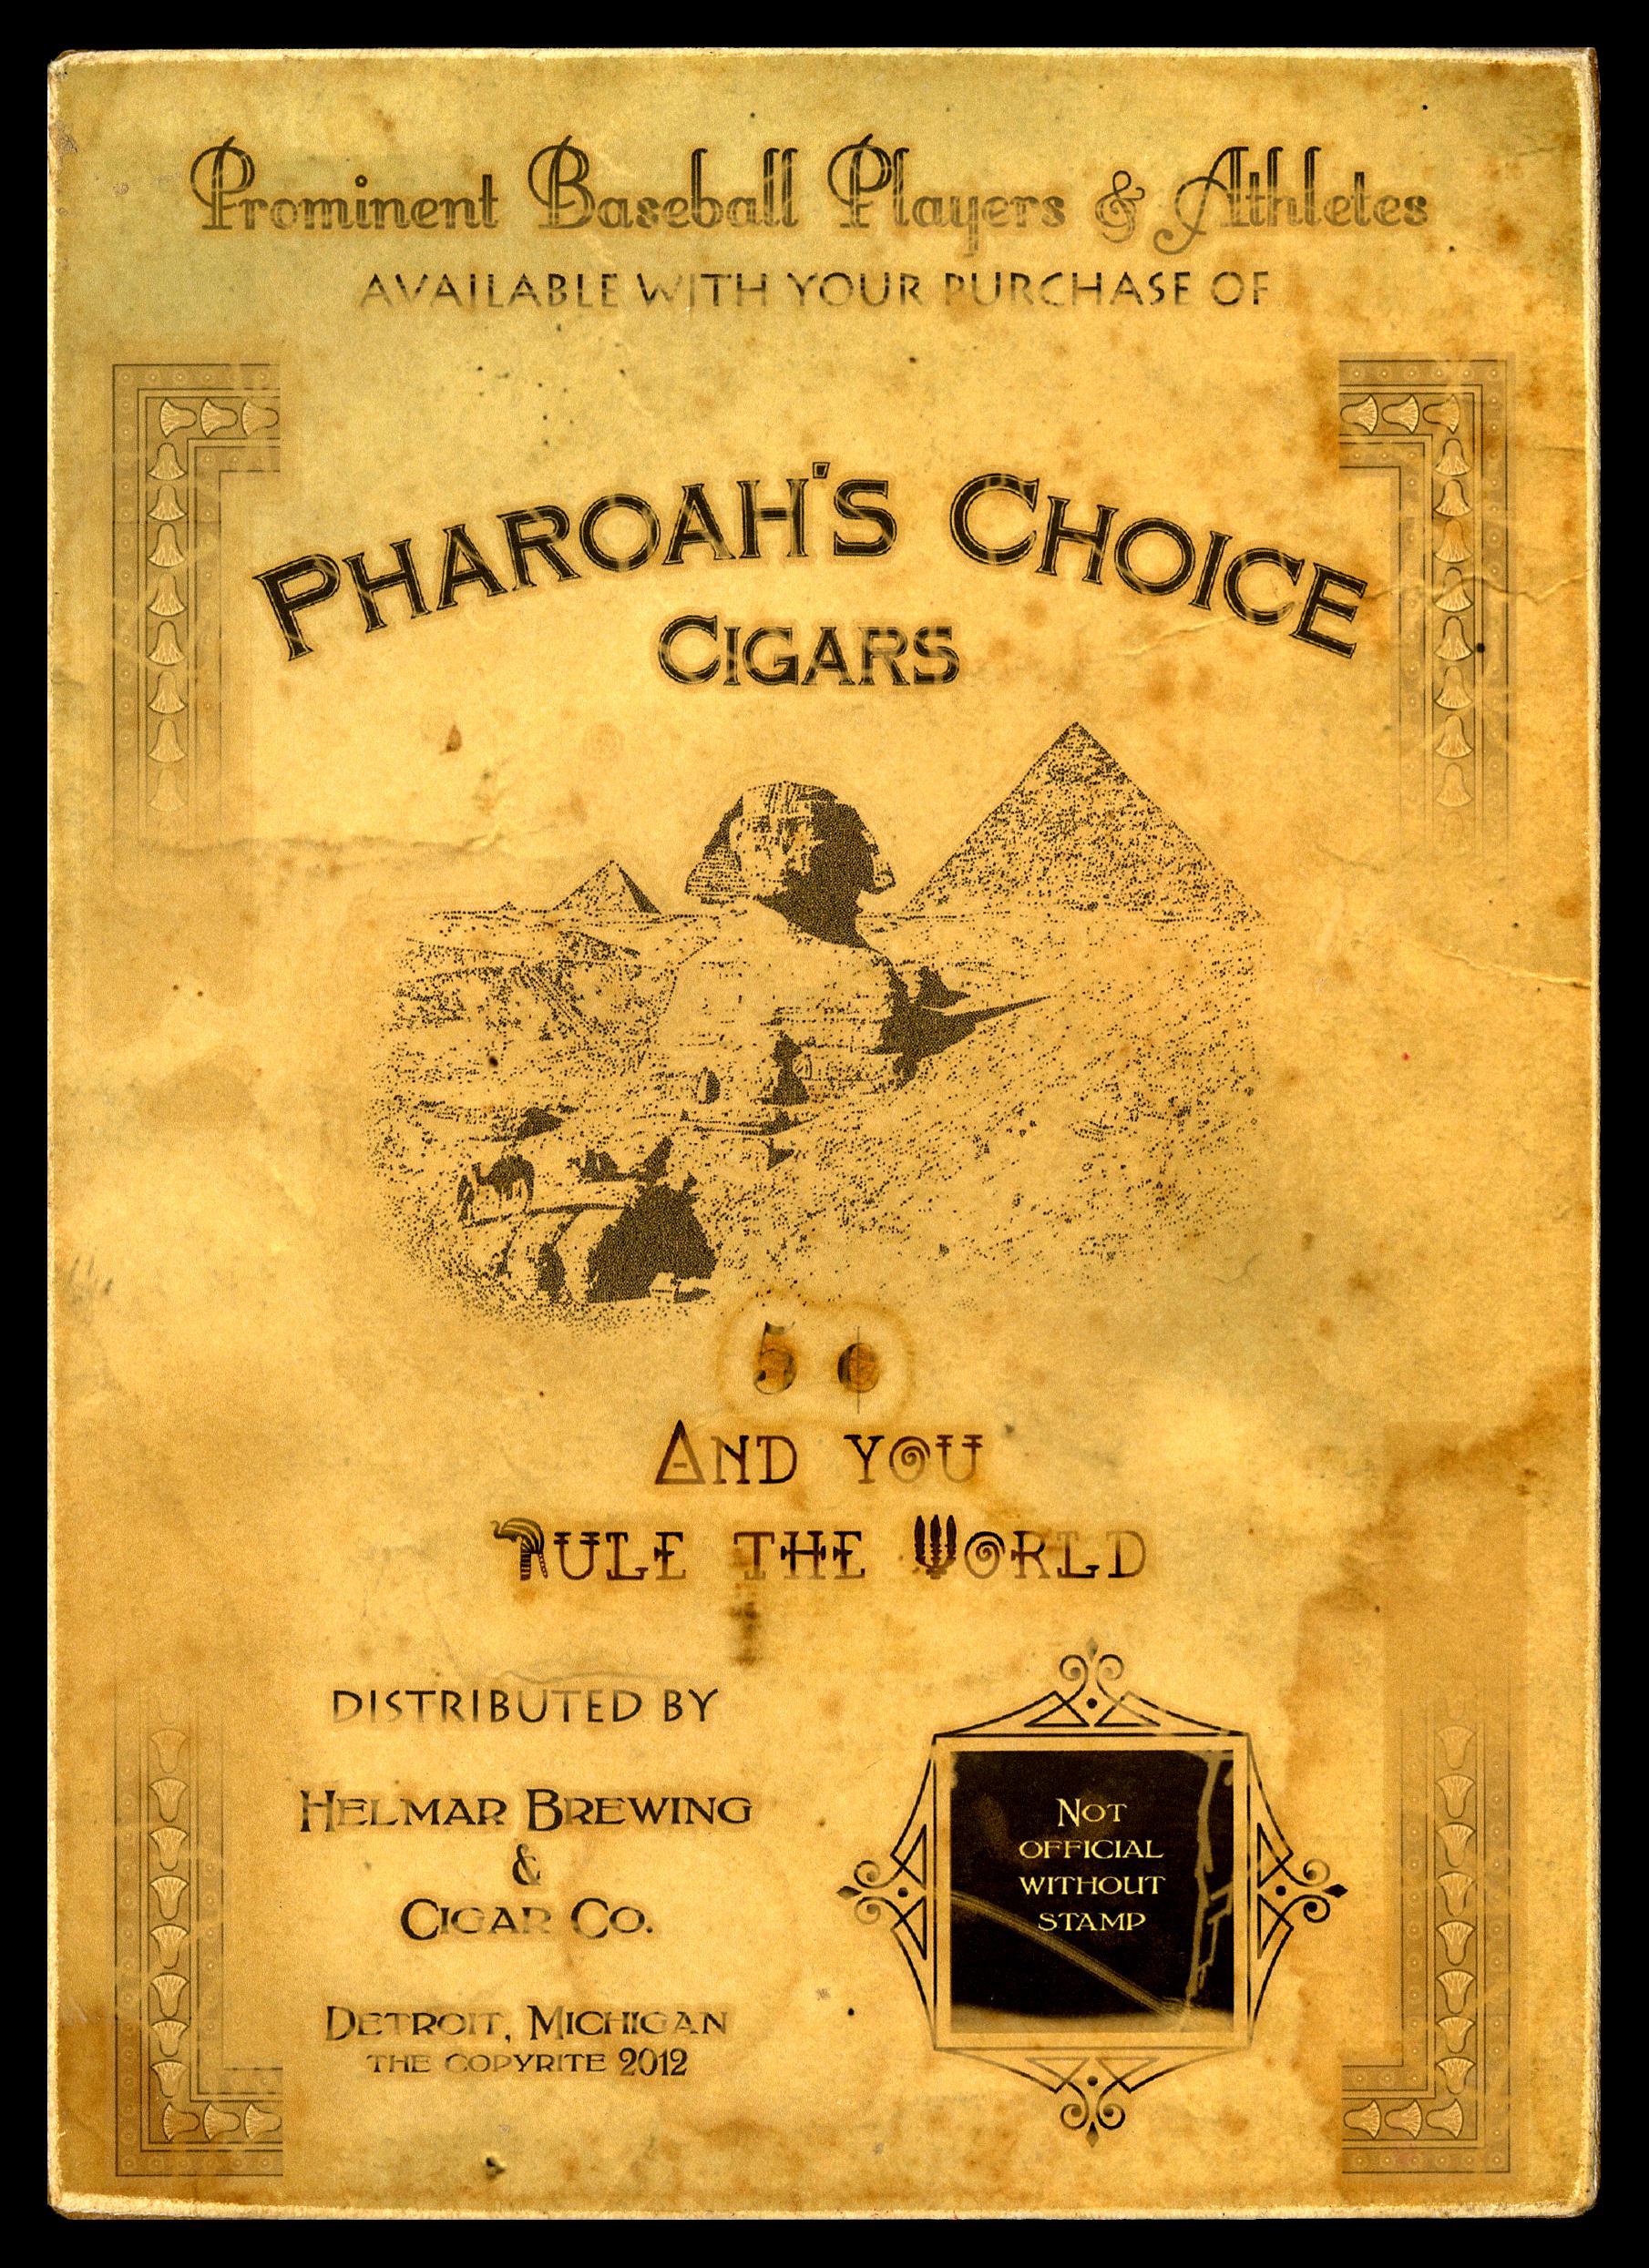 Prominent Baseball Players & Athletes
AVAILABLE WITH YOUR PURCHASE OF
PHAROAH'S CHOICE
CIGARS
5 ¢
AND YOU
RULE THE WORLD
DISTRIBUTED BY
HELMAR BREWING
&
CIGAR CO.
DETROIT, MICHIGAN
THE COPYRITE 2012
NOT
OFFICIAL
WITHOUT
STAMP